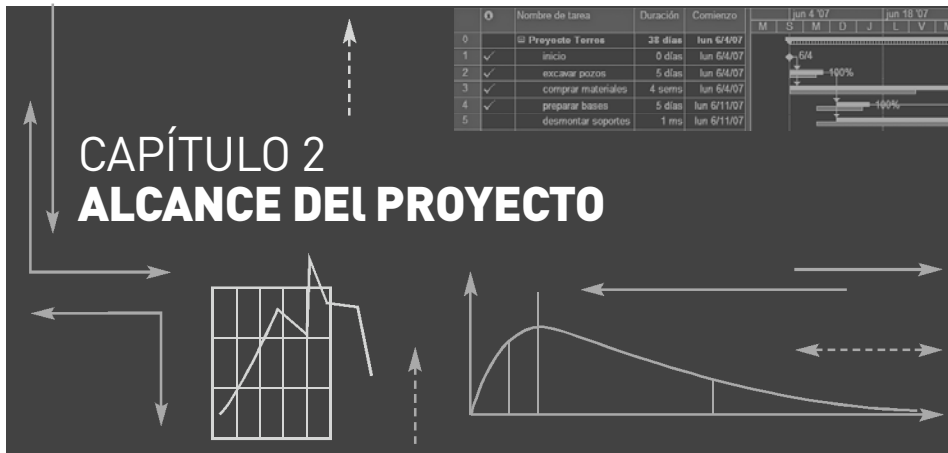 Nombre de tarea Duración Comienzo jun 4 '07 jun 18 '07
M S M D J L V M
0 Proyecto Torres 38 días lun 6/4/07
1 inicio 0 días lun 6/4/07 6/4
2 excavar pozos 5 días lun 6/4/07 100%
3 comprar materiales 4 sems lun 6/4/07
4 preparar bases 5 días lun 6/11/07 100%
5 desmontar soportes 1 ms lun 6/11/07
CAPÍTULO 2
ALCANCE DEl PROYECTO